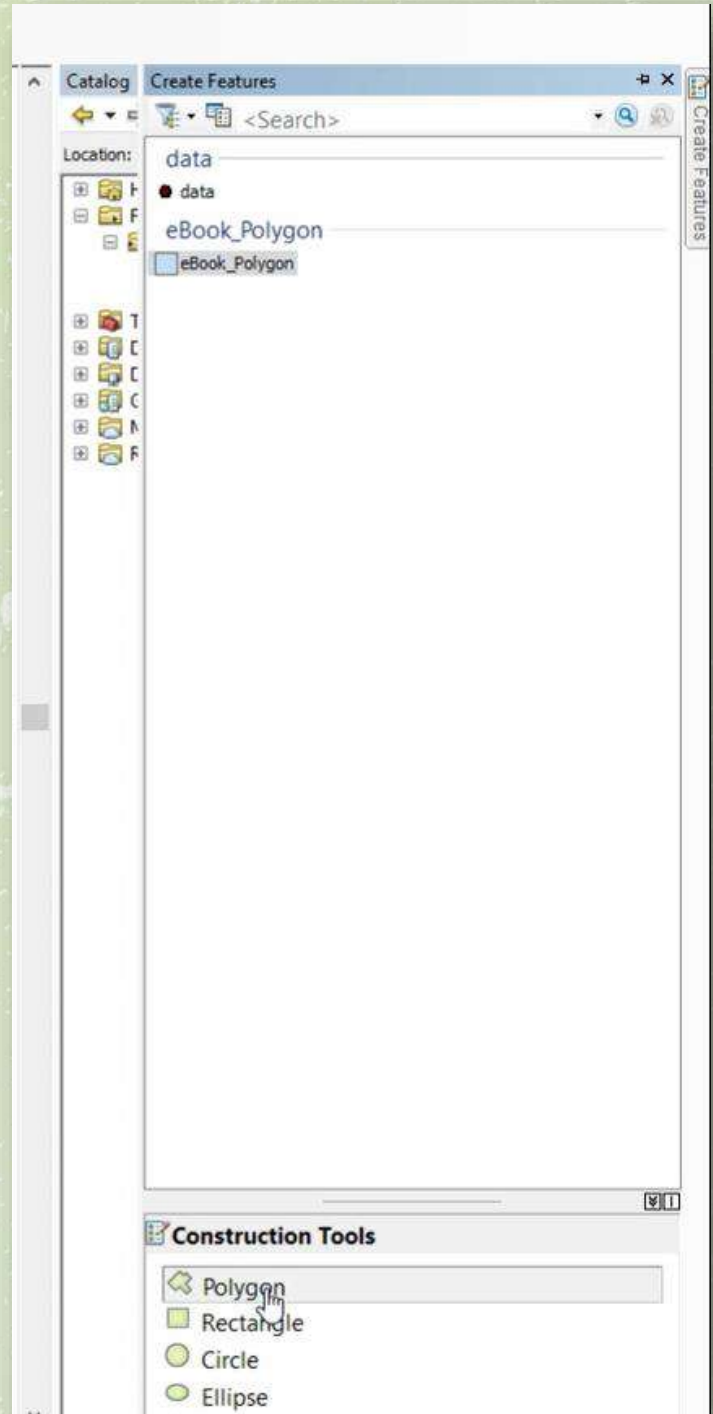 Catalog
Create Features
<Search>
Location:
data
data
eBook_Polygon
eBook_Polygon
Construction Tools
Polygon
Rectangle
Circle
Ellipse
Create Features